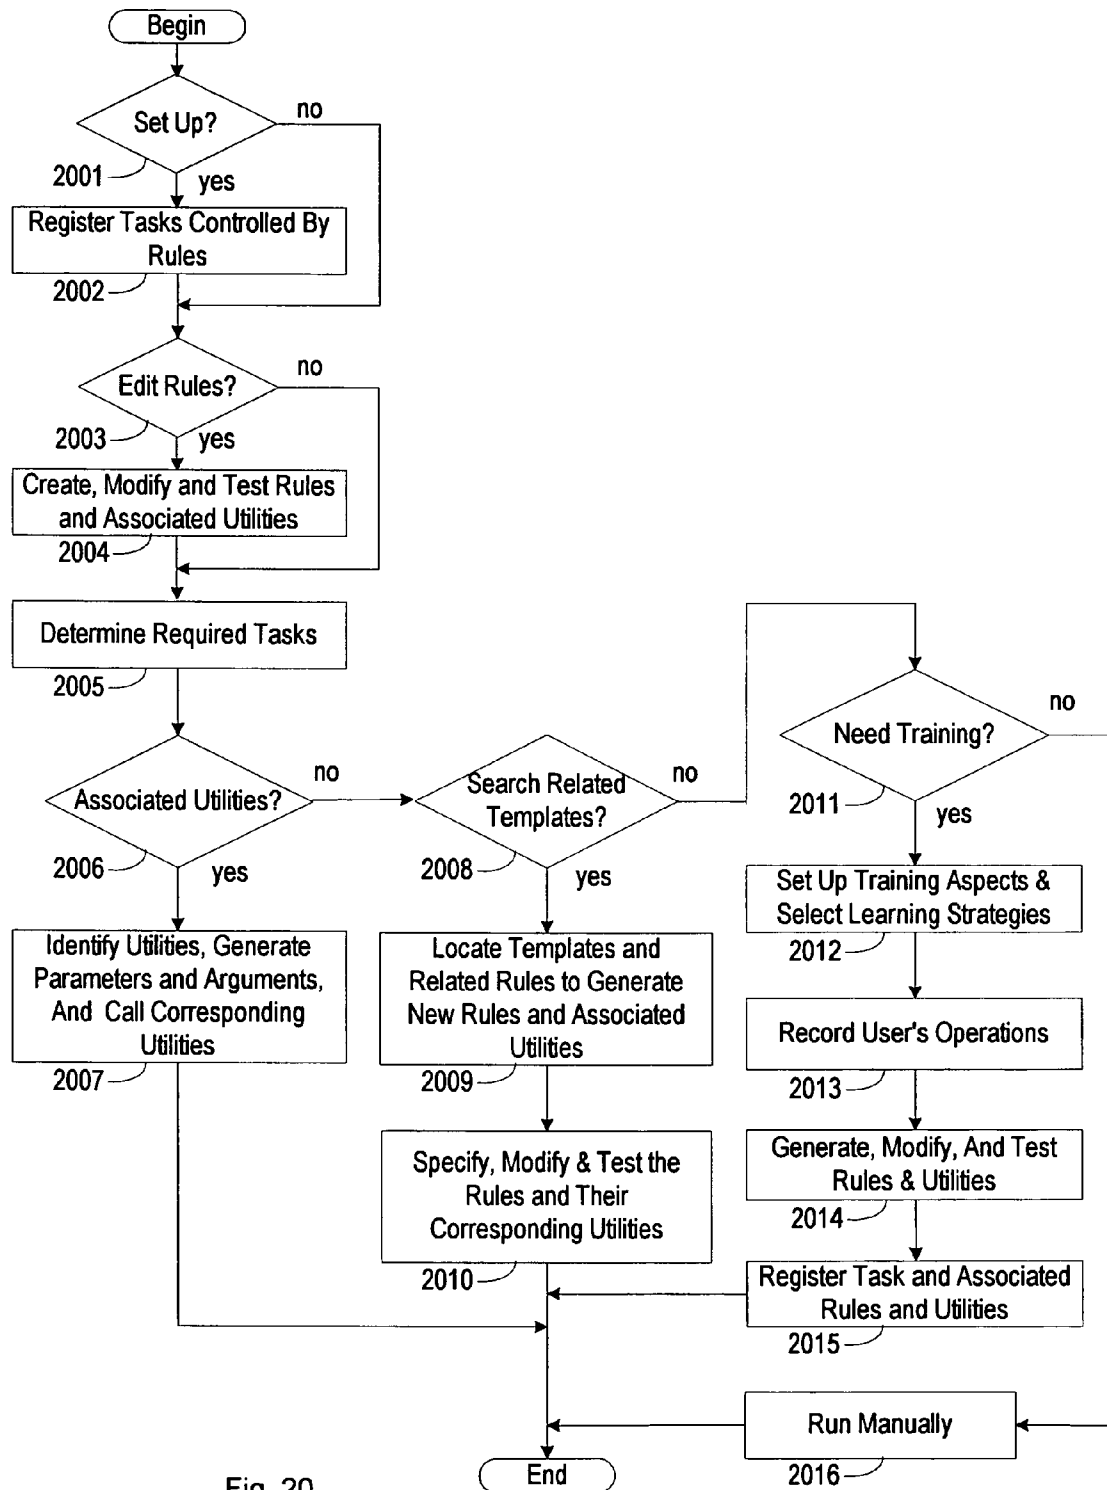 Begin
Set Up?
no
2001
yes
Register Tasks Controlled By
Rules
2002
Edit Rules?
no
2003
yes
Create, Modify and Test Rules
and Associated Utilities
2004
Determine Required Tasks
2005
Associated Utilities?
no
2006
yes
Identify Utilities, Generate
Parameters and Arguments,
And Call Corresponding
Utilities
2007
Search Related
Templates?
no
2008
yes
Locate Templates and
Related Rules to Generate
New Rules and Associated
Utilities
2009
Specify, Modify & Test the
Rules and Their
Corresponding Utilities
2010
Need Training?
no
2011
yes
Set Up Training Aspects &
Select Learning Strategies
2012
Record User's Operations
2013
Generate, Modify, And Test
Rules & Utilities
2014
Register Task and Associated
Rules and Utilities
2015
Run Manually
2016
End
Fig. 20